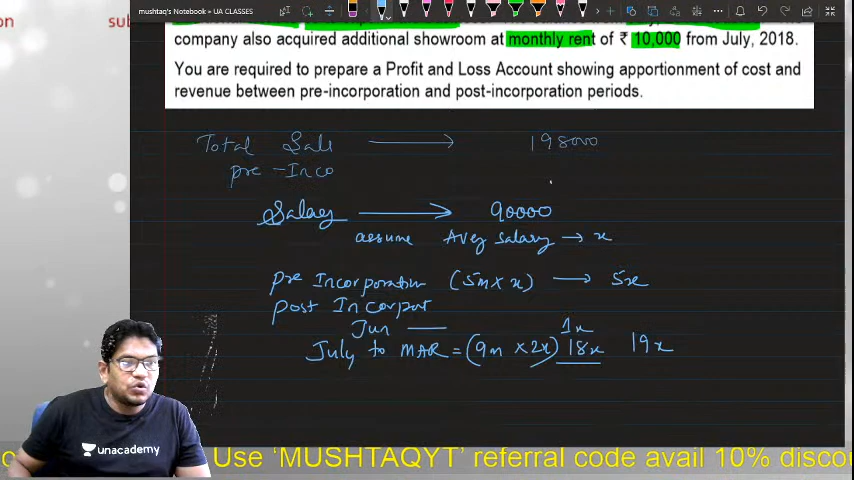 mushtaq's Notebook • UA CLASSES
company also acquired additional showroom at monthly rent of ₹ 10,000 from July, 2018.
You are required to prepare a Profit and Loss Account showing apportionment of cost and
revenue between pre-incorporation and post-incorporation periods.
Total Sale → 198000
pre - Inco
Salary → 90000
assume Aveg salary → x
pre Incorporation (5m x x) → 5x
post Incorport
Jun — 1x
July to MAR = (9m x 2x) 18x 19x
unacademy
Use 'MUSHTAQYT' referral code avail 10% disco